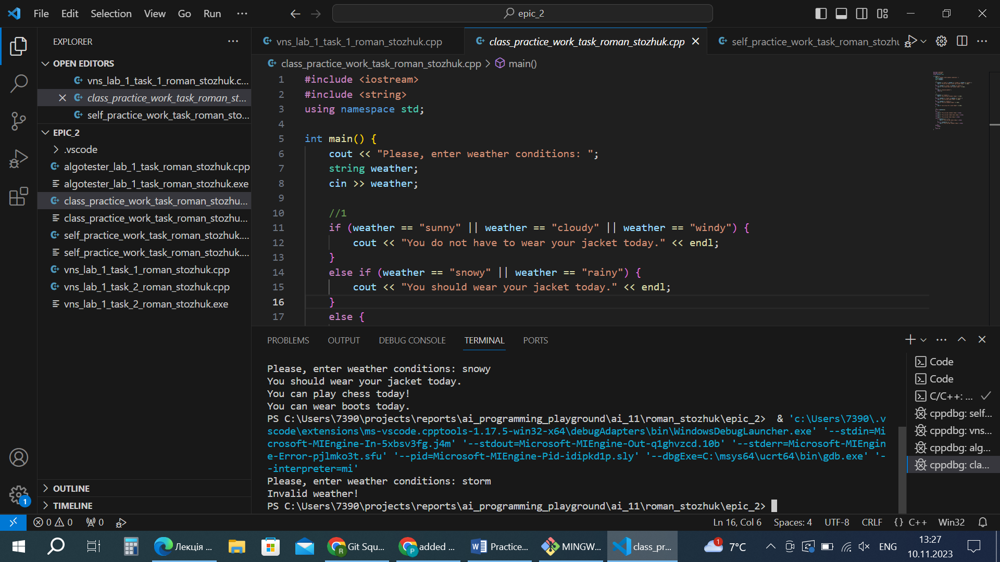 File Edit Selection View Go Run ···
epic_2
EXPLORER
OPEN EDITORS
vns_lab_1_task_1_roman_stozhuk.c...
class_practice_work_task_roman_st...
self_practice_work_task_roman_sto...
EPIC_2
.vscode
algotester_lab_1_task_roman_stozhuk.cpp
algotester_lab_1_task_roman_stozhuk.exe
class_practice_work_task_roman_stozhu...
class_practice_work_task_roman_stozhu...
self_practice_work_task_roman_stozhuk....
self_practice_work_task_roman_stozhuk....
vns_lab_1_task_1_roman_stozhuk.cpp
vns_lab_1_task_2_roman_stozhuk.cpp
vns_lab_1_task_2_roman_stozhuk.exe
OUTLINE
TIMELINE
vns_lab_1_task_1_roman_stozhuk.cpp
class_practice_work_task_roman_stozhuk.cpp
self_practice_work_task_roman_stozhu
class_practice_work_task_roman_stozhuk.cpp > main()
1 #include <iostream>
2 #include <string>
3 using namespace std;
4
5 int main() {
6 cout << "Please, enter weather conditions: ";
7 string weather;
8 cin >> weather;
9
10 //1
11 if (weather == "sunny" || weather == "cloudy" || weather == "windy") {
12 cout << "You do not have to wear your jacket today." << endl;
13 }
14 else if (weather == "snowy" || weather == "rainy") {
15 cout << "You should wear your jacket today." << endl;
16 }
17 else {
PROBLEMS OUTPUT DEBUG CONSOLE TERMINAL PORTS
Please, enter weather conditions: snowy
You should wear your jacket today.
You can play chess today!
You can wear boots today.
PS C:\Users\7390\projects\reports\ai_programming_playground\ai_11\roman_stozhuk\epic_2>  & 'c:\Users\7390\.v
scode\extensions\ms-vscode.cpptools-1.17.5-win32-x64\debugAdapters\bin\WindowsDebugLauncher.exe' '--stdin=Mi
crosoft-MIEngine-In-5xbsv3fg.j4m' '--stdout=Microsoft-MIEngine-Out-q1ghvzcd.10b' '--stderr=Microsoft-MIEngin
e-Error-pjlmko3t.sfu' '--pid=Microsoft-MIEngine-Pid-idipkd1p.sly' '--dbgExe=C:\msys64\ucrt64\bin\gdb.exe' '-
-interpreter=mi'
Please, enter weather conditions: storm
Invalid weather!
PS C:\Users\7390\projects\reports\ai_programming_playground\ai_11\roman_stozhuk\epic_2>
Code
Code
C/C++: ...
cppdbg: self...
cppdbg: vns...
cppdbg: alg...
cppdbg: cla...
1
0 0 0
Ln 16, Col 6 Spaces: 4 UTF-8 CRLF {} C++ Win32
Лекція ...
Git Squ...
added ...
Practice...
MINGW...
class_pr...
1 7°C
ENG
13:27
10.11.2023